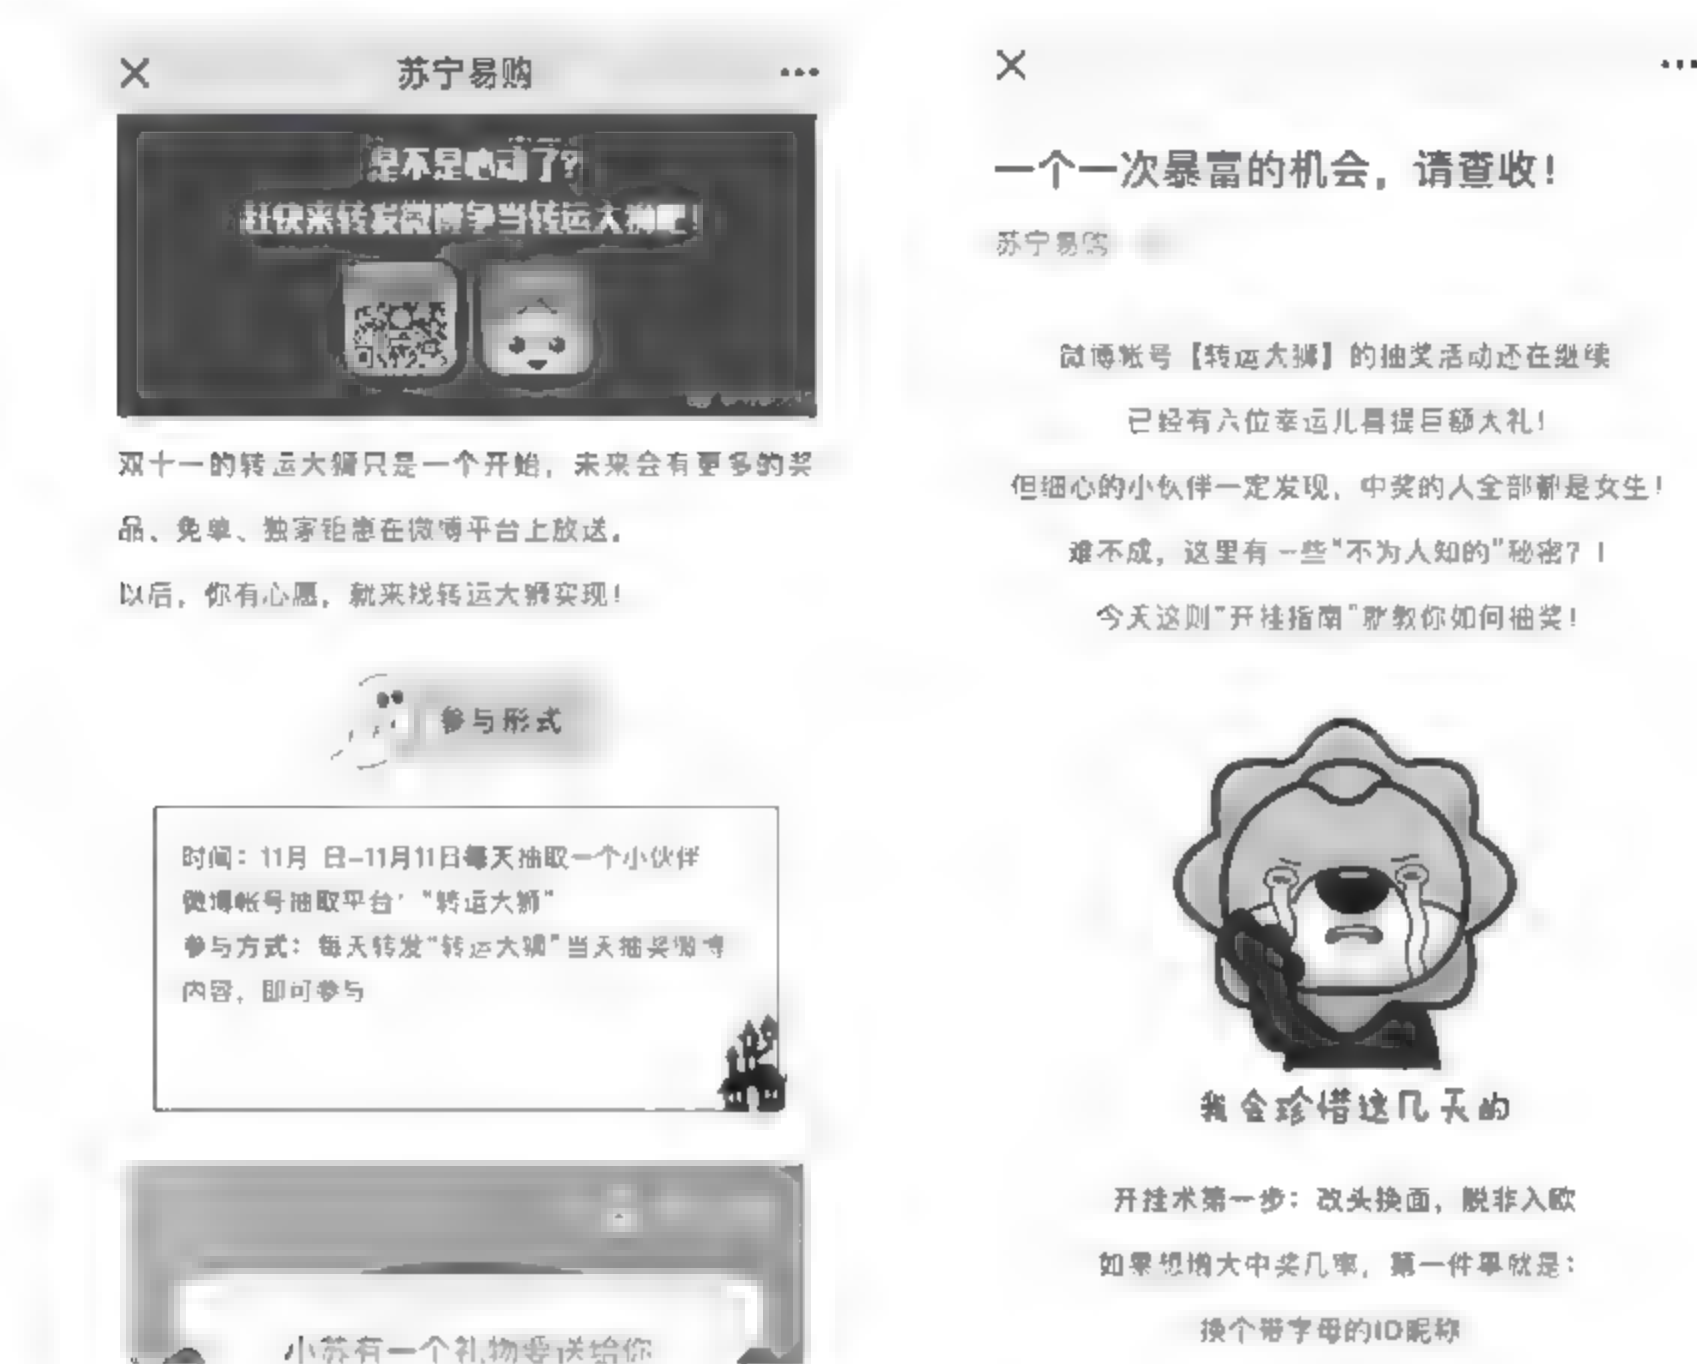 苏宁易购
是不是心动了?
赶快来转发微博争当转运大狮吧!
双十一的转运大狮只是一个开始，未来会有更多的奖
品、免单、独家钜惠在微博平台上放送。
以后，你有心愿，就来找转运大狮实现!
参与形式
时间：11月 日-11月11日每天抽取一个小伙伴
微博帐号抽取平台：“转运大狮”
参与方式：每天转发“转运大狮”当天抽奖微博
内容，即可参与
小苏有一个礼物要送给你
一个一次暴富的机会，请查收!
苏宁易购
微博帐号【转运大狮】的抽奖活动还在继续
已经有六位幸运儿喜提巨额大礼!
但细心的小伙伴一定发现，中奖的人全部都是女生!
难不成，这里有一些“不为人知的”秘密？!
今天这则“开挂指南”就教你如何抽奖!
我会珍惜这几天的
开挂术第一步：改头换面，脱非入欧
如果想增大中奖几率，第一件事就是：
换个带字母的ID昵称